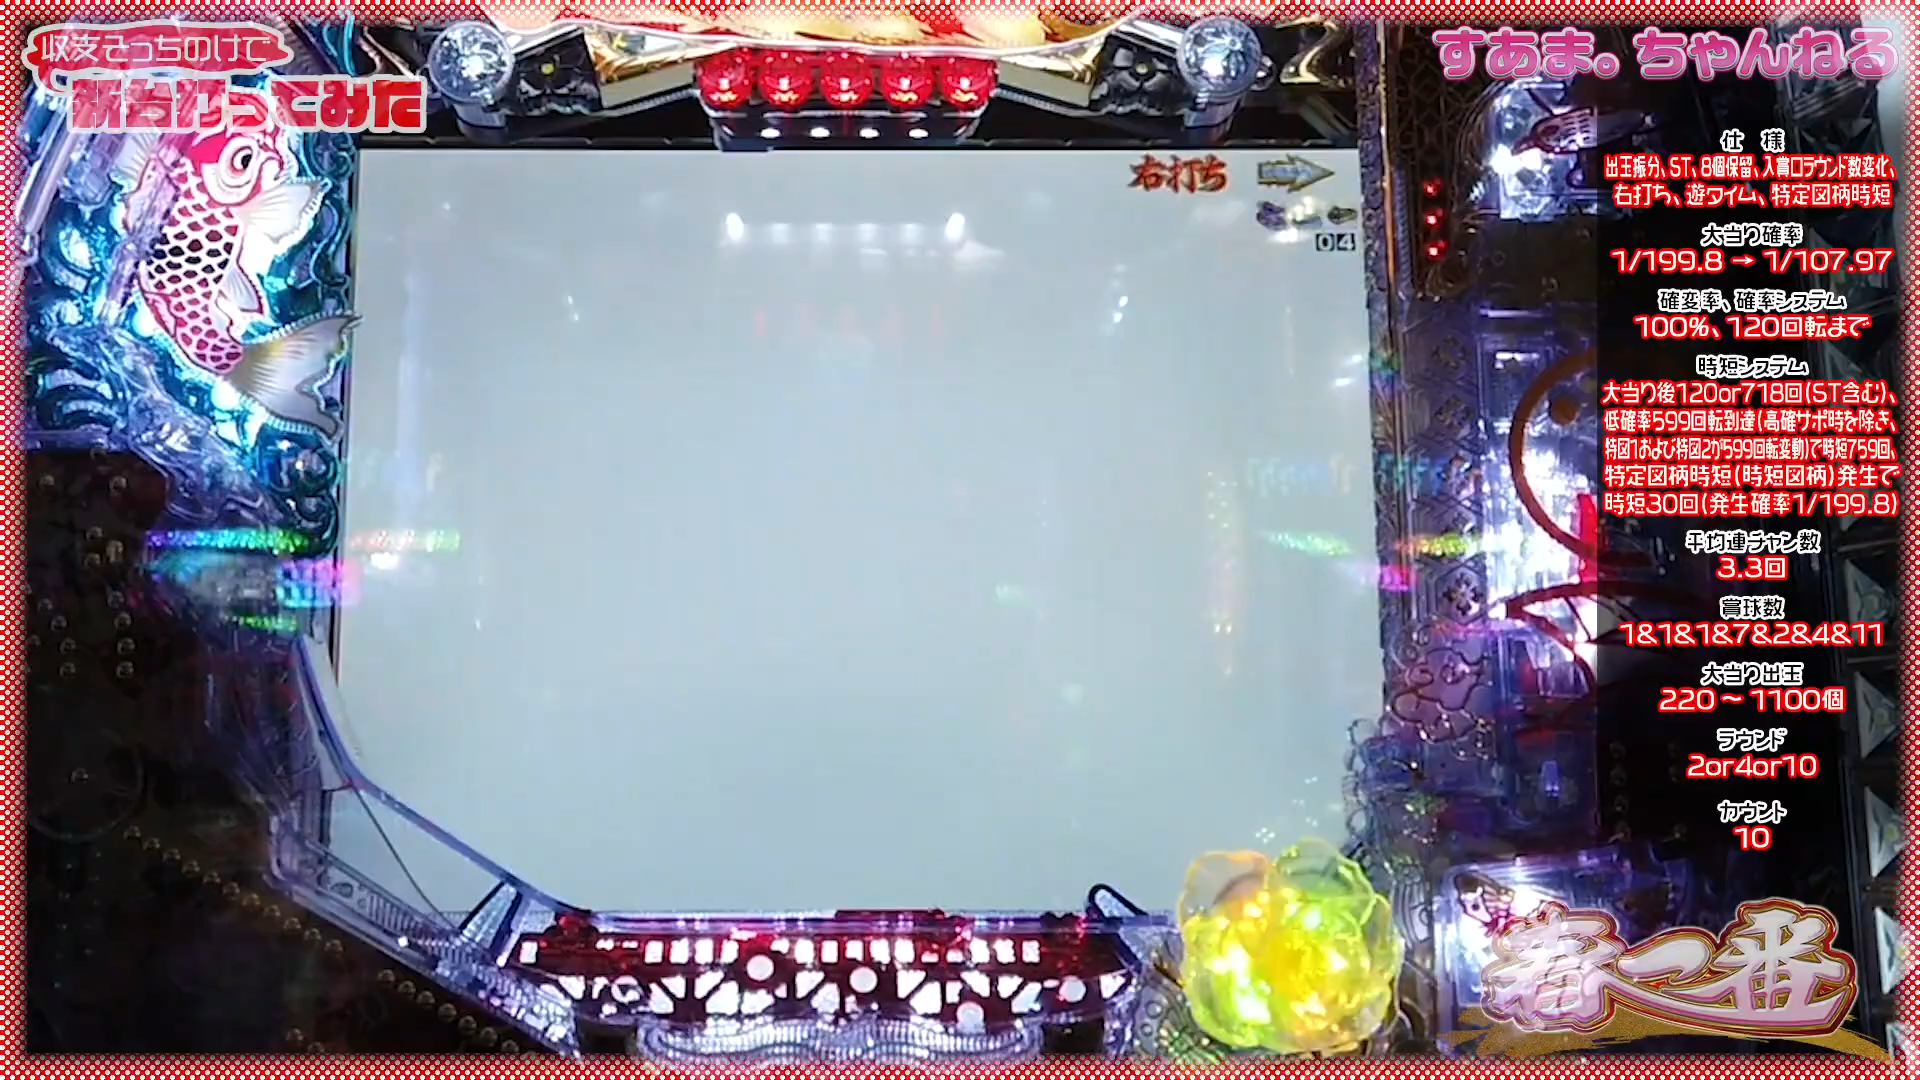 収支そっちのけで
新台打ってみた
すあま。ちゃんねる
右打ち
04
仕 様
出玉振分、ST、8個保留、入賞口ラウンド数変化、
右打ち、遊タイム、特定図柄時短
大当り確率
1/199.8 → 1/107.97
確変率、確率システム
100%、120回転まで
時短システム
大当り後120or718回(ST含む)、
低確率599回転到達(高確サポ時を除き、
特図1および特図2が599回転変動)で時短759回、
特定図柄時短(時短図柄)発生で
時短30回(発生確率1/199.8)
平均連チャン数
3.3回
賞球数
1&1&1&7&2&4&11
大当り出玉
220 ~ 1100個
ラウンド
2or4or10
カウント
10
春一番